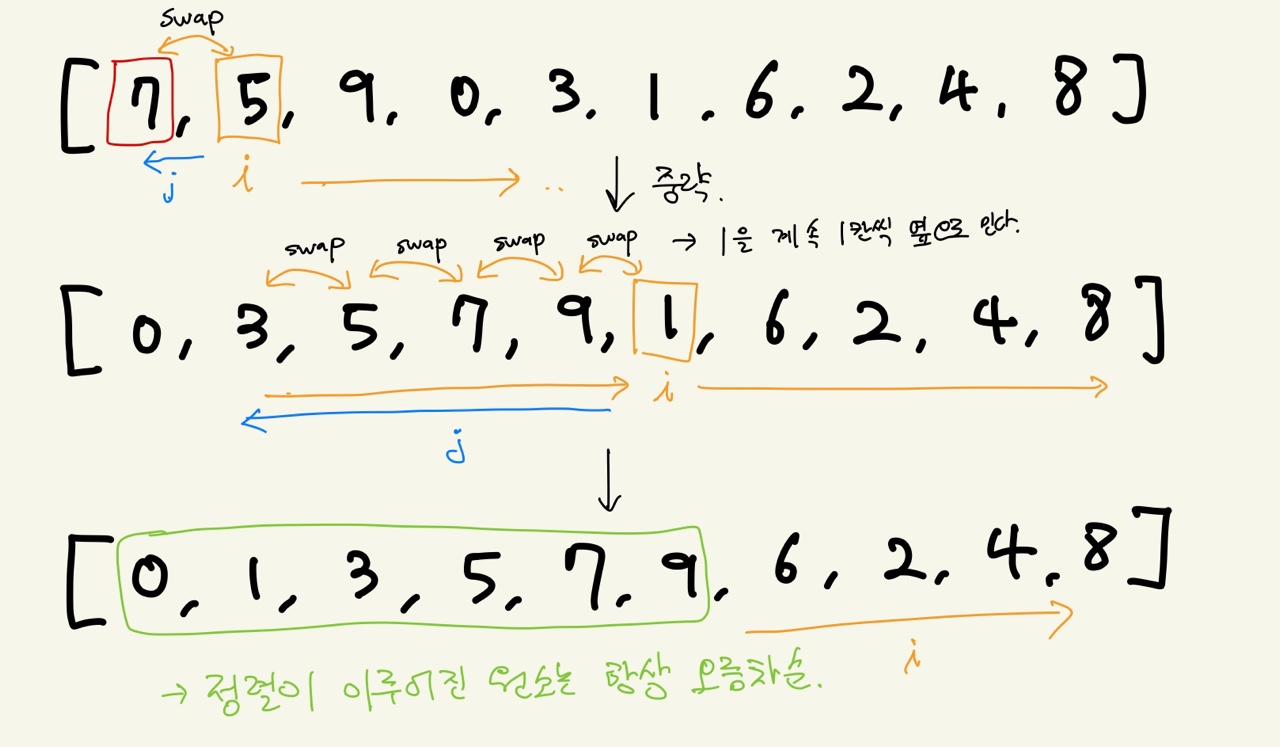 swap
[ 7, 5, 9, 0, 3, 1, 6, 2, 4, 8 ]
j i .. 중략.
swap swap swap swap → 1을 계속 1칸씩 옆으로 민다.
[ 0, 3, 5, 7, 9, 1, 6, 2, 4, 8 ]
i
j
[ 0, 1, 3, 5, 7, 9, 6, 2, 4, 8 ]
i
→ 정렬이 이루어진 원소는 항상 오름차순.